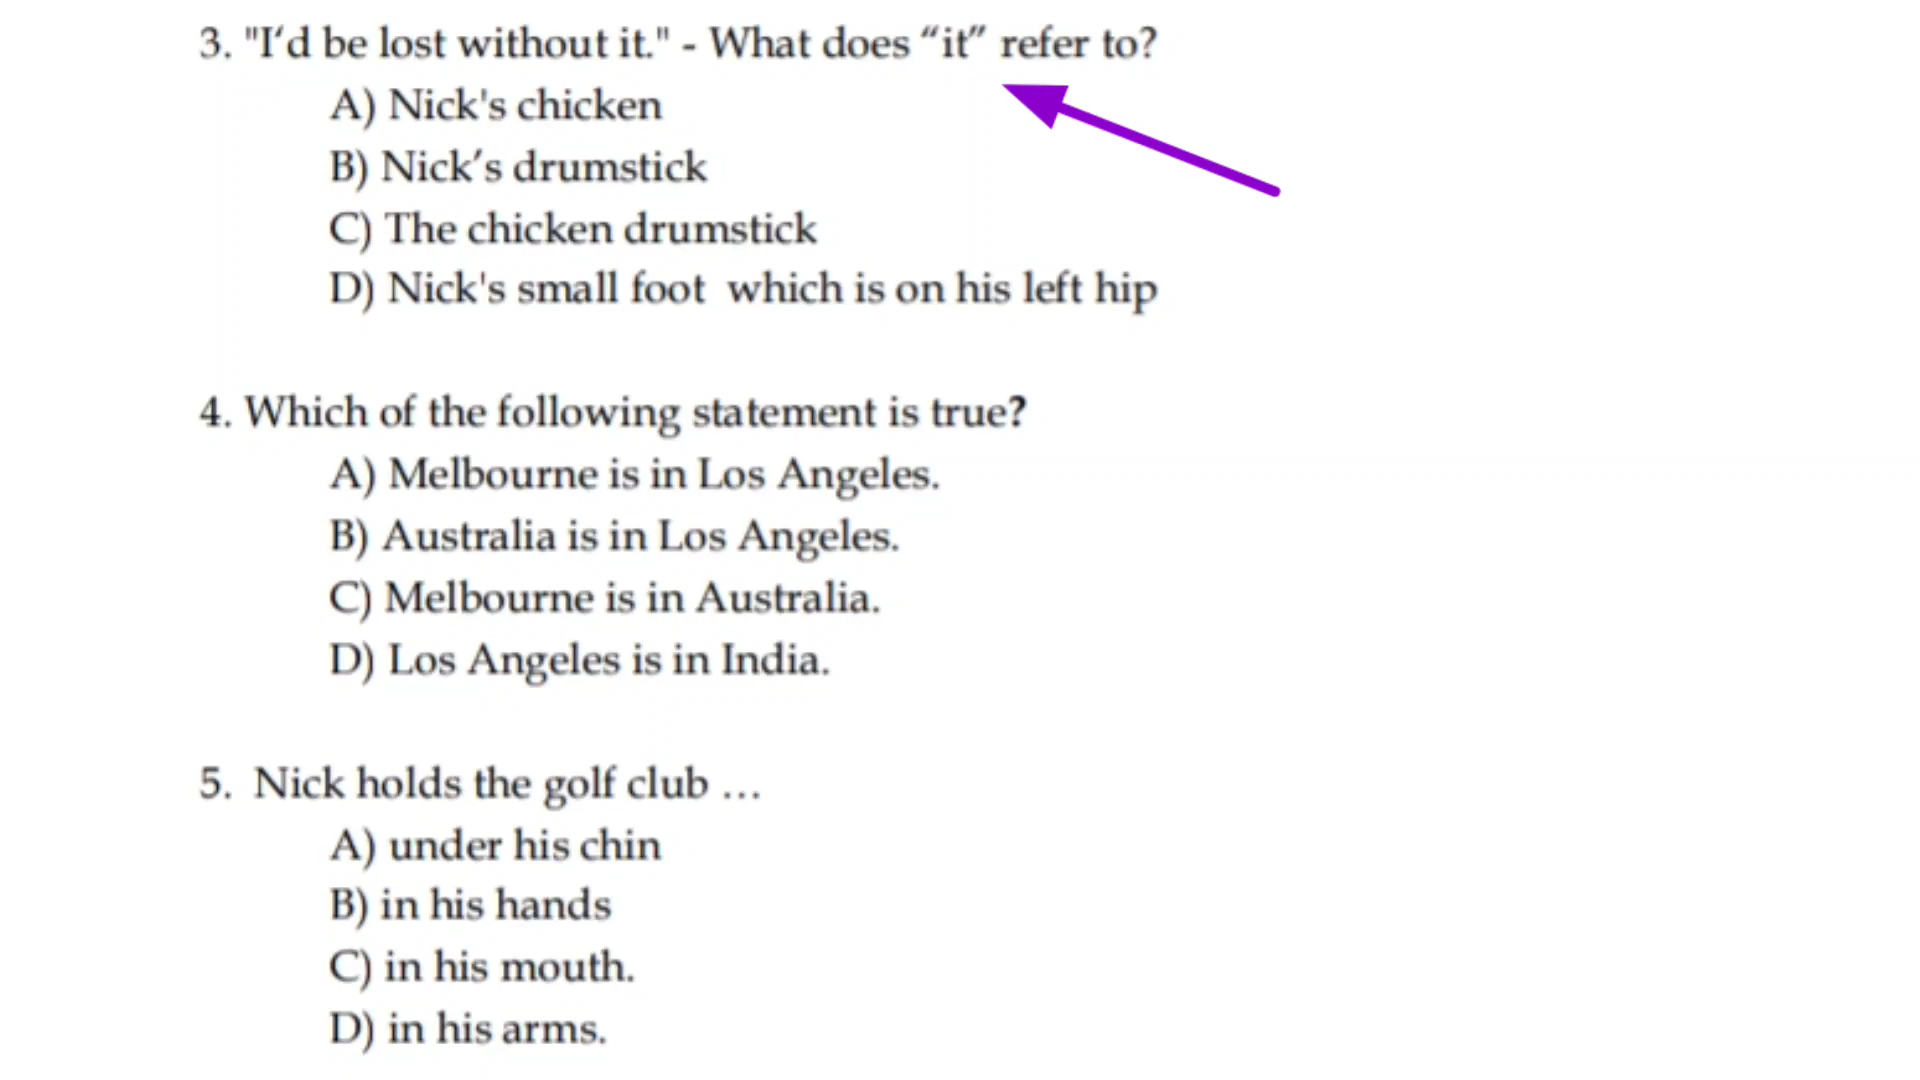 3. "I‘d be lost without it." - What does “it” refer to?
A) Nick's chicken
B) Nick’s drumstick
C) The chicken drumstick
D) Nick's small foot which is on his left hip
4. Which of the following statement is true?
A) Melbourne is in Los Angeles.
B) Australia is in Los Angeles.
C) Melbourne is in Australia.
D) Los Angeles is in India.
5. Nick holds the golf club …
A) under his chin
B) in his hands
C) in his mouth.
D) in his arms.